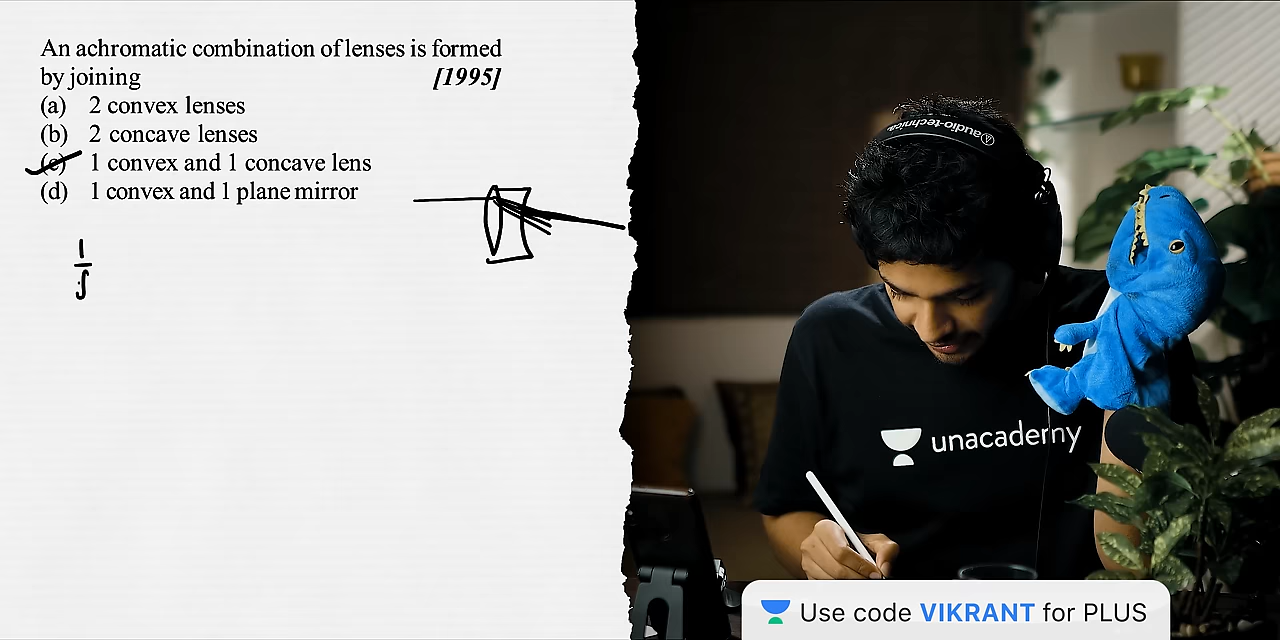 An achromatic combination of lenses is formed
by joining [1995]
(a) 2 convex lenses
(b) 2 concave lenses
(c) 1 convex and 1 concave lens
(d) 1 convex and 1 plane mirror
1
f
audio-technica
unacademy
Use code VIKRANT for PLUS